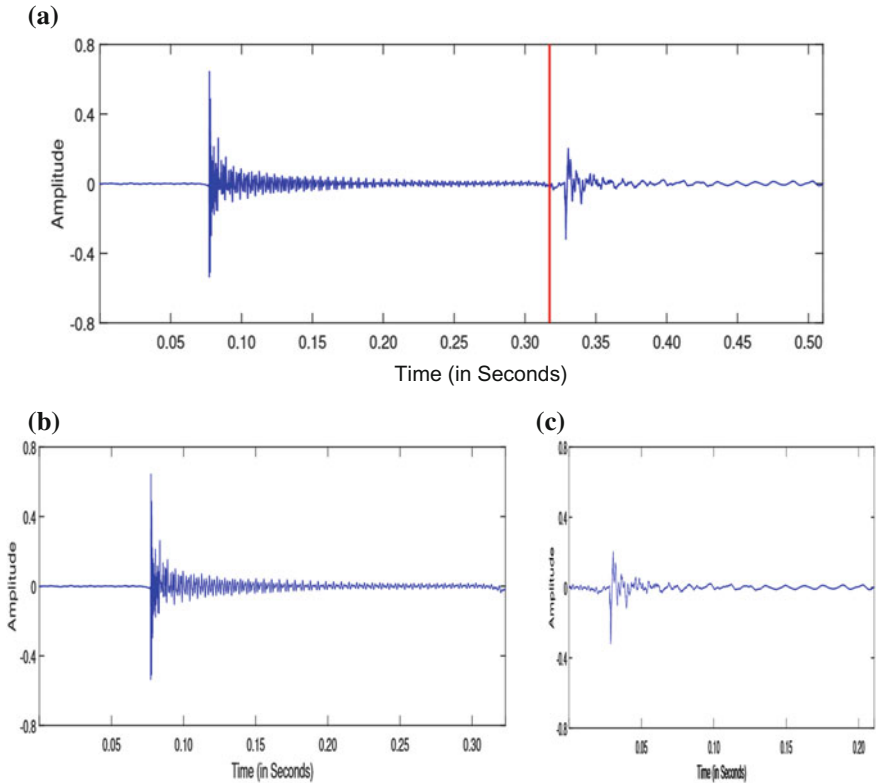 (a)
0.8
0.4
0
-0.4
-0.8
Amplitude
0.05 0.10 0.15 0.20 0.25 0.30 0.35 0.40 0.45 0.50
Time (in Seconds)
(b)
0.8
0.4
0
-0.4
-0.8
Amplitude
0.05 0.10 0.15 0.20 0.25 0.30
Time (in Seconds)
(c)
0.8
0.4
0
-0.4
-0.8
Amplitude
0.05 0.10 0.15 0.20
Time (in Seconds)